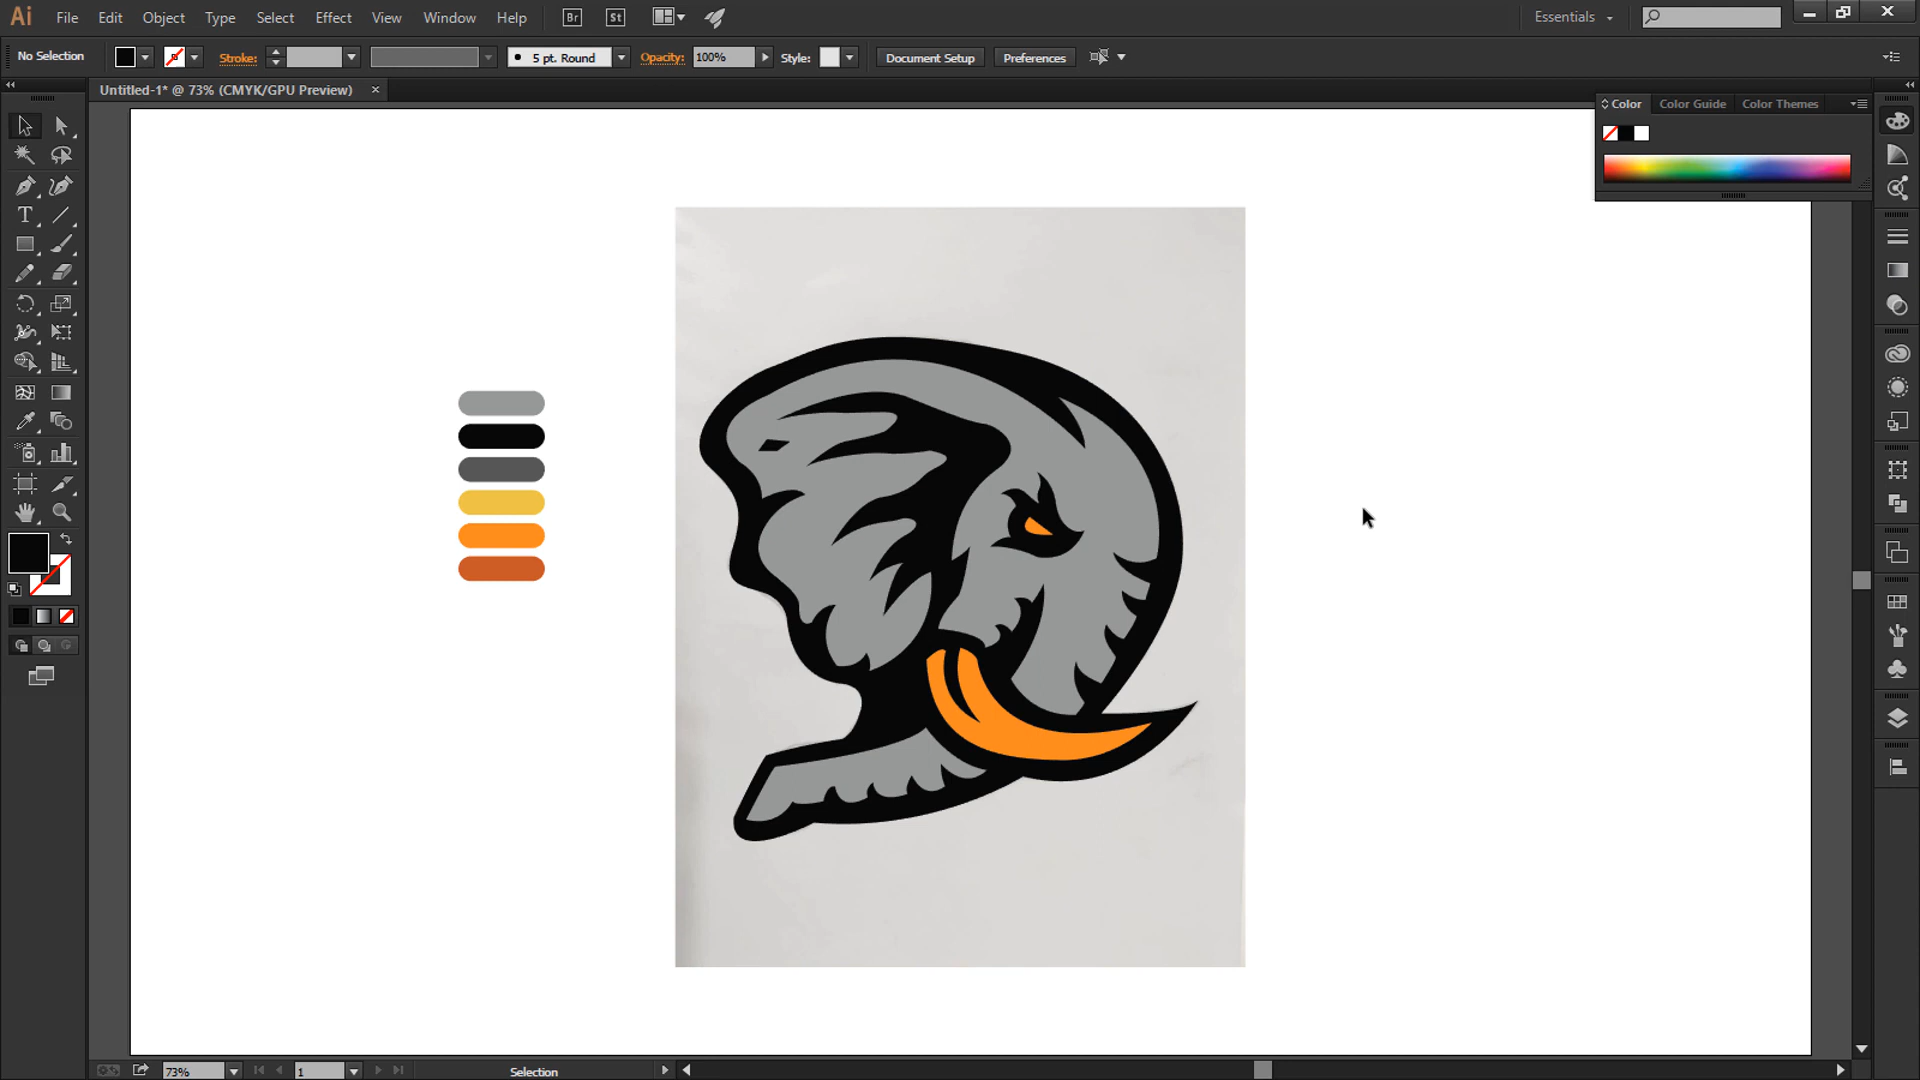 Ai File Edit Object Type Select Effect View Window Help Br St Essentials
No Selection Stroke: 5 pt. Round Opacity: 100% Style: Document Setup Preferences
Untitled-1* @ 73% (CMYK/GPU Preview)
Color Color Guide Color Themes
73% 1 Selection